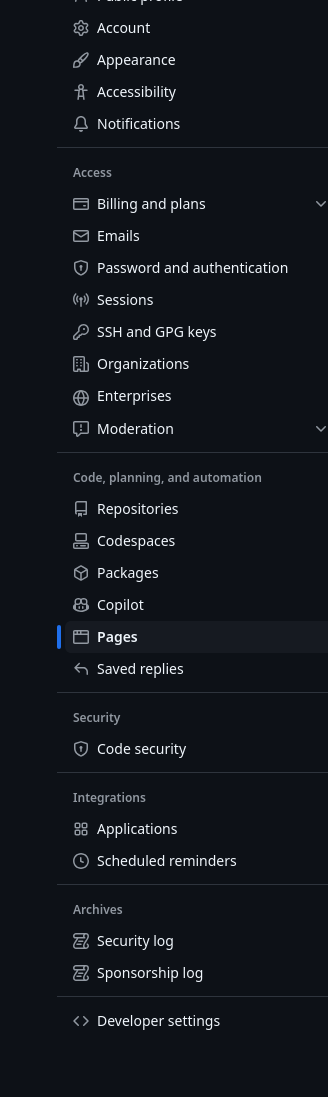 Public profile
Account
Appearance
Accessibility
Notifications
Access
Billing and plans
Emails
Password and authentication
Sessions
SSH and GPG keys
Organizations
Enterprises
Moderation
Code, planning, and automation
Repositories
Codespaces
Packages
Copilot
Pages
Saved replies
Security
Code security
Integrations
Applications
Scheduled reminders
Archives
Security log
Sponsorship log
Developer settings